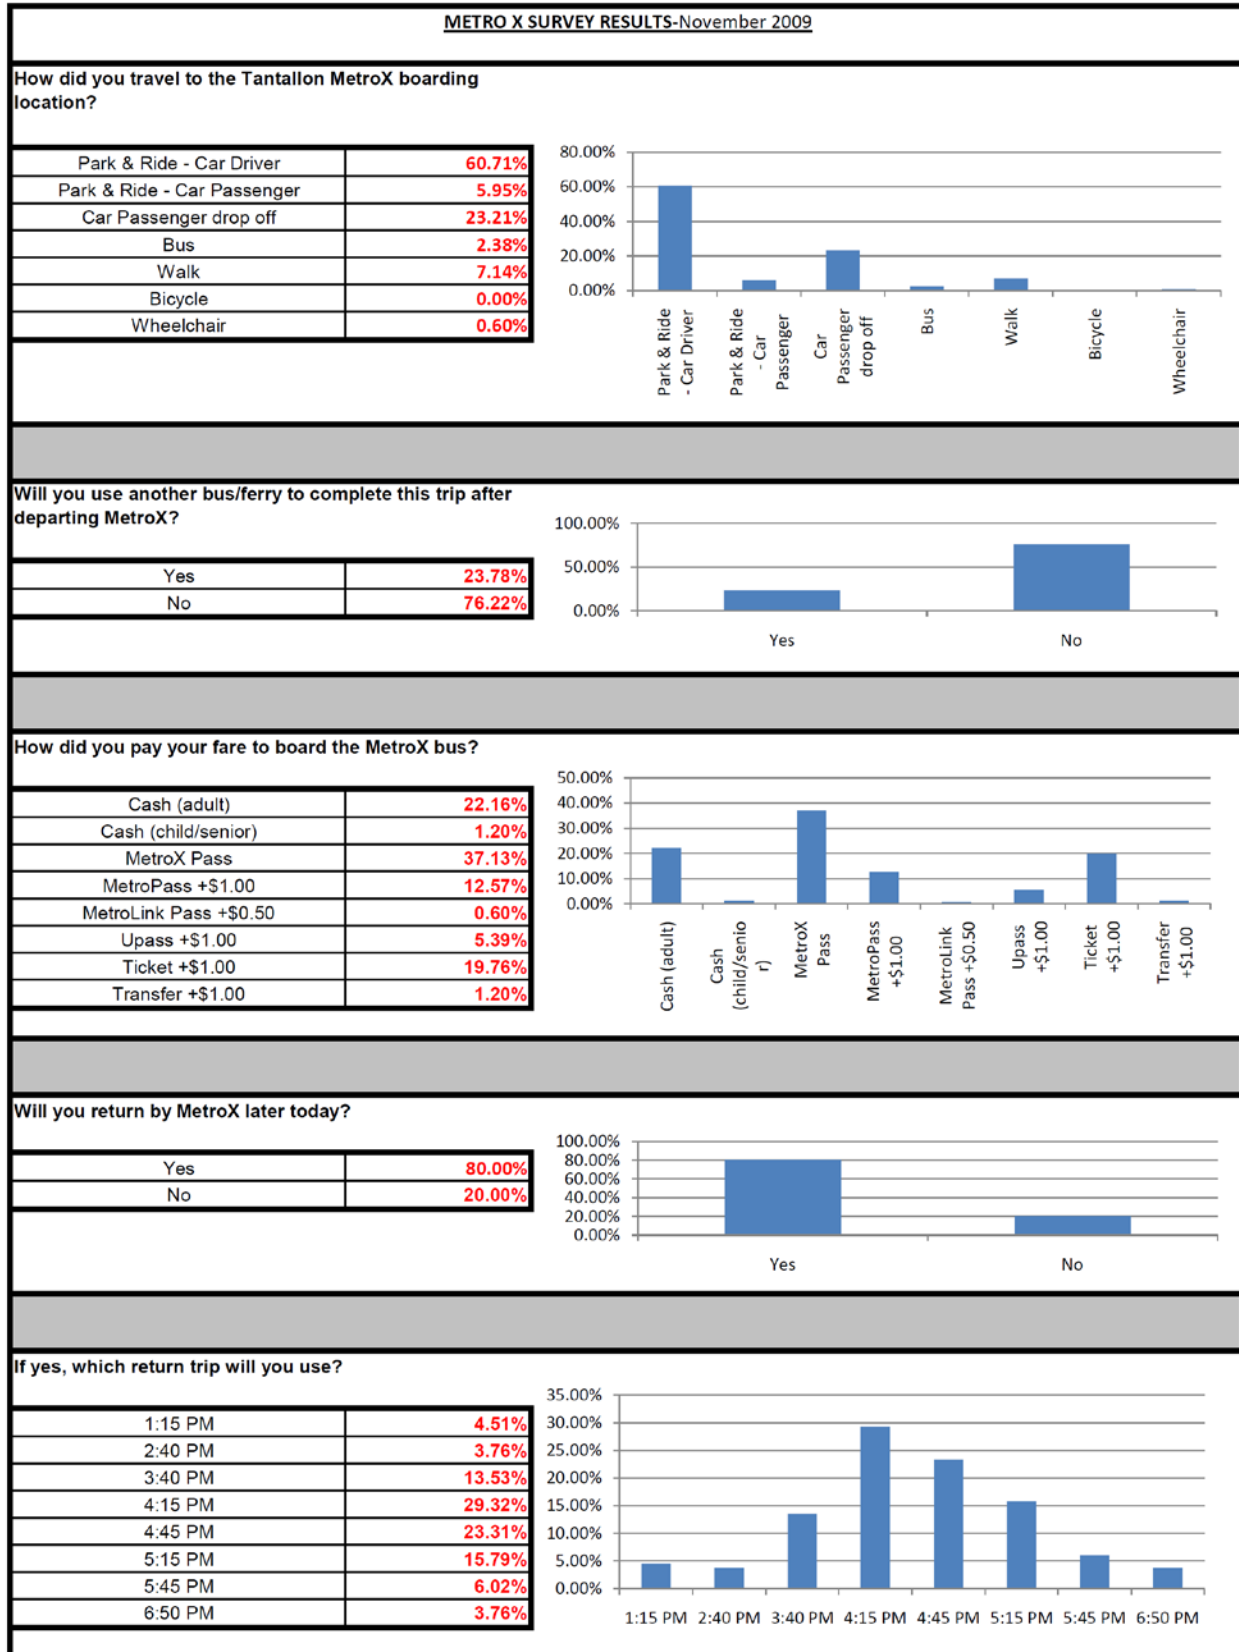 METRO X SURVEY RESULTS-November 2009
How did you travel to the Tantallon MetroX boarding
location?
Park & Ride - Car Driver 60.71%
Park & Ride - Car Passenger 5.95%
Car Passenger drop off 23.21%
Bus 2.38%
Walk 7.14%
Bicycle 0.00%
Wheelchair 0.60%
80.00%
60.00%
40.00%
20.00%
0.00%
Park & Ride
- Car Driver
Park & Ride
- Car
Passenger
Car
Passenger
drop off
Bus
Walk
Bicycle
Wheelchair
Will you use another bus/ferry to complete this trip after
departing MetroX?
Yes 23.78%
No 76.22%
100.00%
50.00%
0.00%
Yes No
How did you pay your fare to board the MetroX bus?
Cash (adult) 22.16%
Cash (child/senior) 1.20%
MetroX Pass 37.13%
MetroPass +$1.00 12.57%
MetroLink Pass +$0.50 0.60%
Upass +$1.00 5.39%
Ticket +$1.00 19.76%
Transfer +$1.00 1.20%
50.00%
40.00%
30.00%
20.00%
10.00%
0.00%
Cash (adult)
Cash
(child/senio
r)
MetroX
Pass
MetroPass
+$1.00
MetroLink
Pass +$0.50
Upass
+$1.00
Ticket
+$1.00
Transfer
+$1.00
Will you return by MetroX later today?
Yes 80.00%
No 20.00%
100.00%
80.00%
60.00%
40.00%
20.00%
0.00%
Yes No
If yes, which return trip will you use?
1:15 PM 4.51%
2:40 PM 3.76%
3:40 PM 13.53%
4:15 PM 29.32%
4:45 PM 23.31%
5:15 PM 15.79%
5:45 PM 6.02%
6:50 PM 3.76%
35.00%
30.00%
25.00%
20.00%
15.00%
10.00%
5.00%
0.00%
1:15 PM 2:40 PM 3:40 PM 4:15 PM 4:45 PM 5:15 PM 5:45 PM 6:50 PM